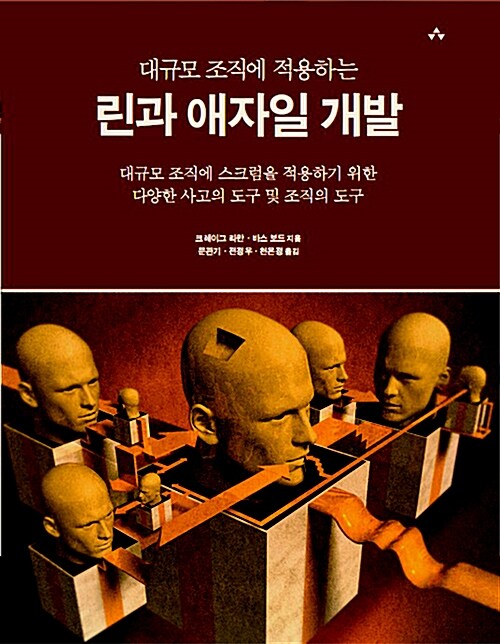 대규모 조직에 적용하는
린과 애자일 개발
대규모 조직에 스크럼을 적용하기 위한
다양한 사고의 도구 및 조직의 도구
크레이그 라만 · 바스 보드 지음
문관기 · 전정우 · 천온정 옮김